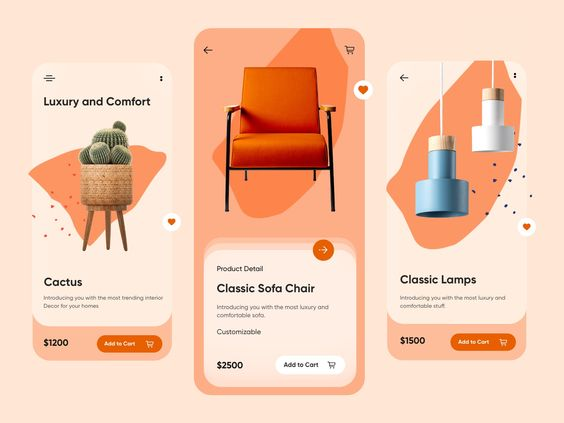 Luxury and Comfort
Cactus
Introducing you with the most trending interior
Decor for your homes
$1200
Add to Cart
Product Detail
Classic Sofa Chair
Introducing you with the most luxury and
comfortable sofa.
Customizable
$2500
Add to Cart
Classic Lamps
Introducing you with the most luxury and
comfortable stuff.
$1500
Add to Cart